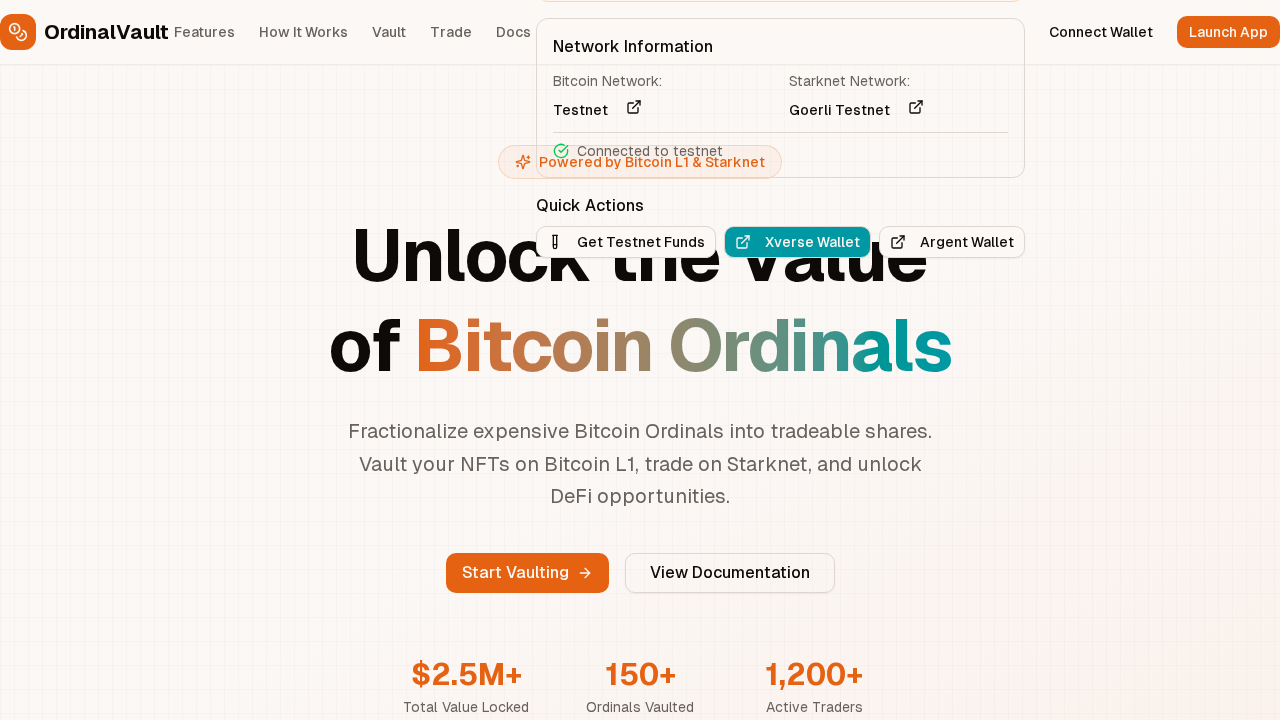 OrdinalVault
Features
How It Works
Vault
Trade
Docs
Connect Wallet
Launch App
Network Information
Bitcoin Network:
Testnet
Starknet Network:
Goerli Testnet
Connected to testnet
Powered by Bitcoin L1 & Starknet
Quick Actions
Get Testnet Funds
Xverse Wallet
Argent Wallet
Unlock the Value
of Bitcoin Ordinals
Fractionalize expensive Bitcoin Ordinals into tradeable shares.
Vault your NFTs on Bitcoin L1, trade on Starknet, and unlock
DeFi opportunities.
Start Vaulting
View Documentation
$2.5M+
Total Value Locked
150+
Ordinals Vaulted
1,200+
Active Traders